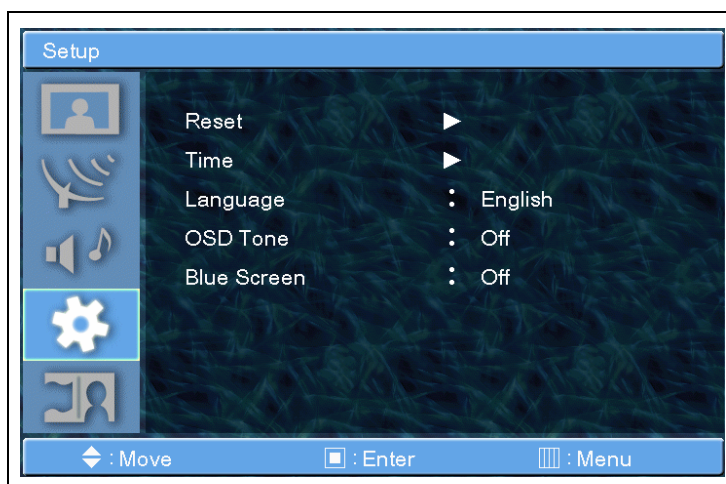 Setup
Reset
Time
Language : English
OSD Tone : Off
Blue Screen : Off
: Move : Enter : Menu